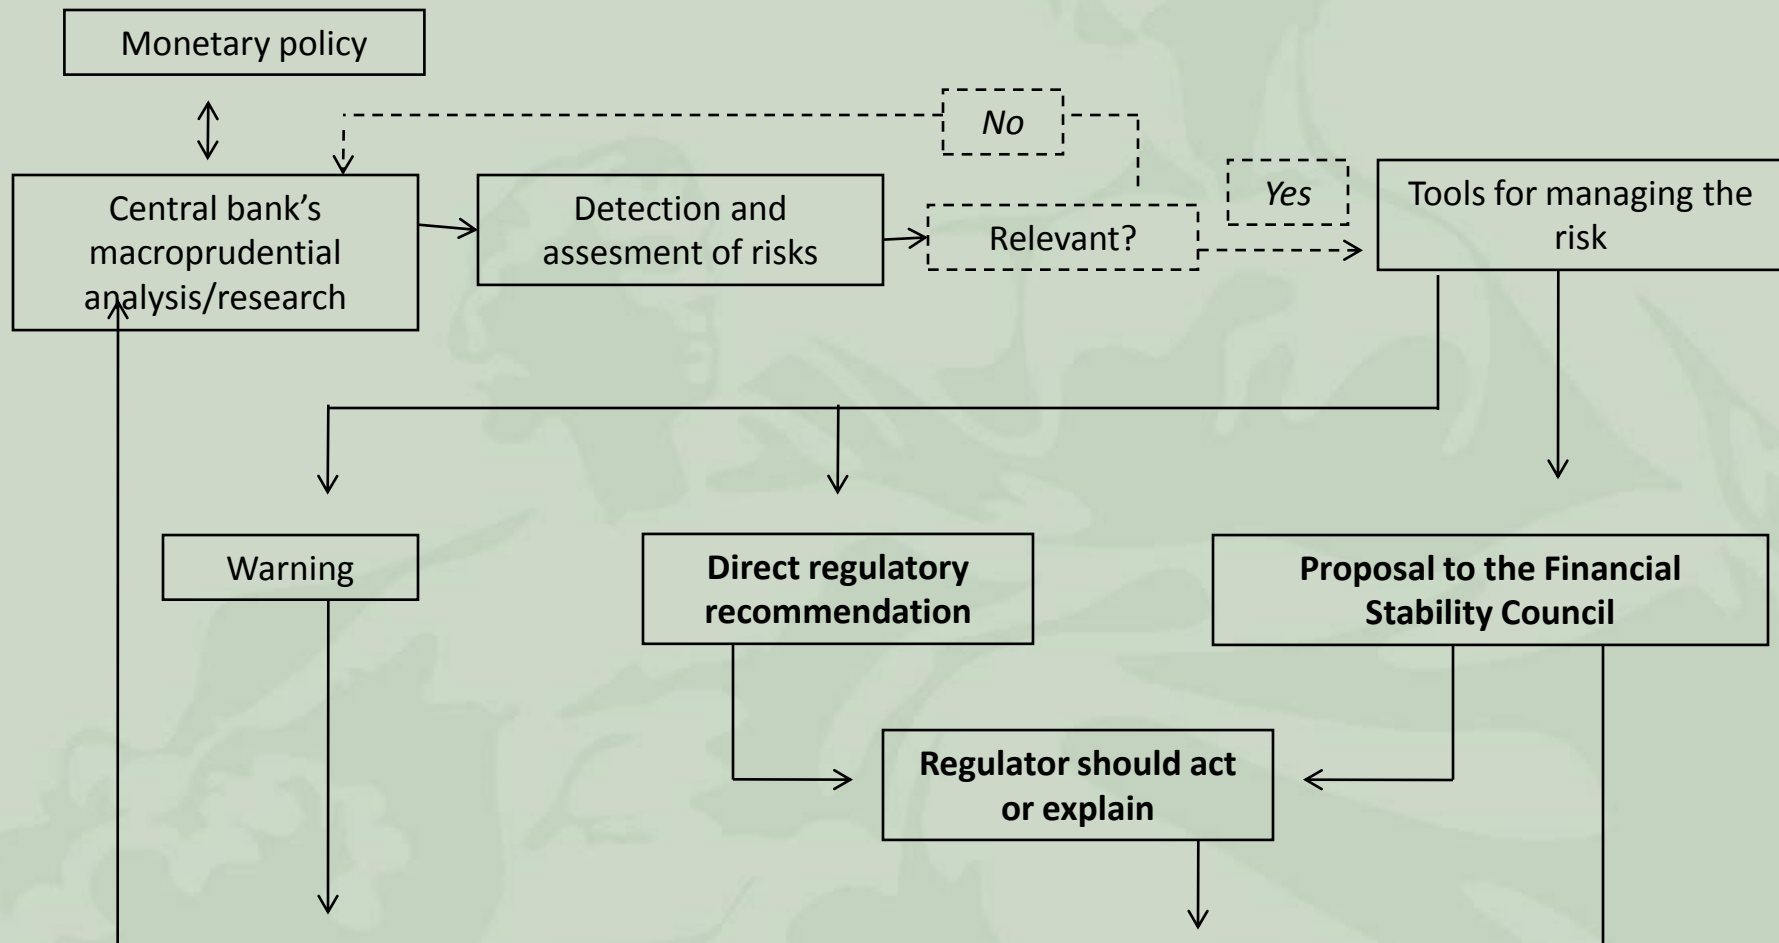 Monetary policy
No
Yes
Central bank's
macroprudential
analysis/research
Detection and
assesment of risks
Relevant?
Tools for managing the
risk
Warning
Direct regulatory
recommendation
Proposal to the Financial
Stability Council
Regulator should act
or explain